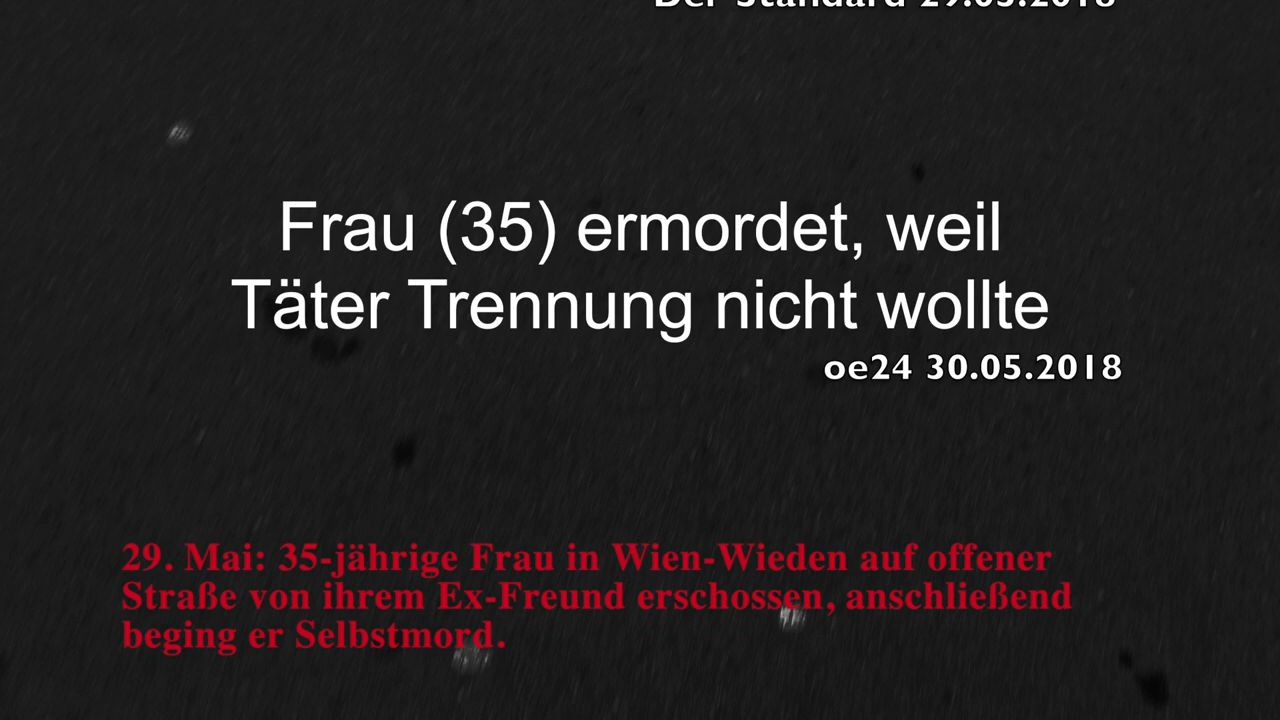 Der Standard 29.05.2018
Frau (35) ermordet, weil
Täter Trennung nicht wollte
oe24 30.05.2018
29. Mai: 35-jährige Frau in Wien-Wieden auf offener
Straße von ihrem Ex-Freund erschossen, anschließend
beging er Selbstmord.